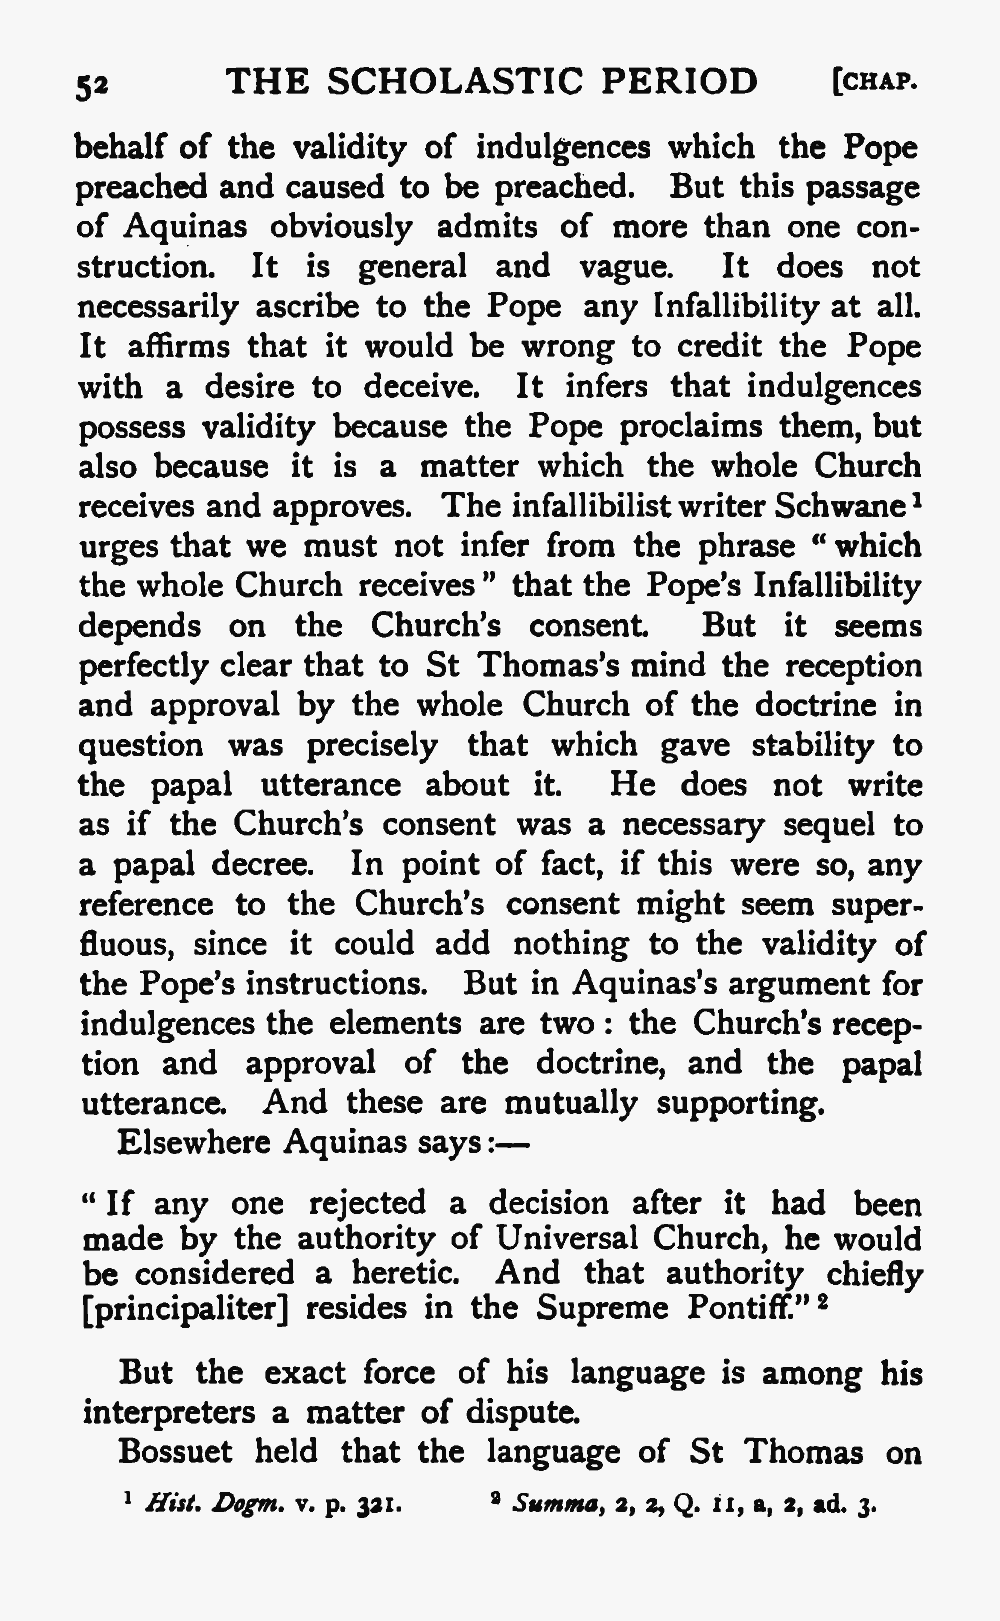 52 THE SCHOLASTIC PERIOD [CHAP.
behalf of the validity of indulgences which the Pope
preached and caused to be preached. But this passage
of Aquinas obviously admits of more than one con-
struction. It is general and vague. It does not
necessarily ascribe to the Pope any Infallibility at all.
It affirms that it would be wrong to credit the Pope
with a desire to deceive. It infers that indulgences
possess validity because the Pope proclaims them, but
also because it is a matter which the whole Church
receives and approves. The infallibilist writer Schwane¹
urges that we must not infer from the phrase “ which
the whole Church receives ” that the Pope's Infallibility
depends on the Church's consent. But it seems
perfectly clear that to St Thomas's mind the reception
and approval by the whole Church of the doctrine in
question was precisely that which gave stability to
the papal utterance about it. He does not write
as if the Church's consent was a necessary sequel to
a papal decree. In point of fact, if this were so, any
reference to the Church's consent might seem super-
fluous, since it could add nothing to the validity of
the Pope's instructions. But in Aquinas's argument for
indulgences the elements are two : the Church's recep-
tion and approval of the doctrine, and the papal
utterance. And these are mutually supporting.
Elsewhere Aquinas says :—
“ If any one rejected a decision after it had been
made by the authority of Universal Church, he would
be considered a heretic. And that authority chiefly
[principaliter] resides in the Supreme Pontiff.” ²
But the exact force of his language is among his
interpreters a matter of dispute.
Bossuet held that the language of St Thomas on
¹ Hist. Dogm. v. p. 321. ² Summa, 2, 2, Q. 11, a, 2, ad. 3.